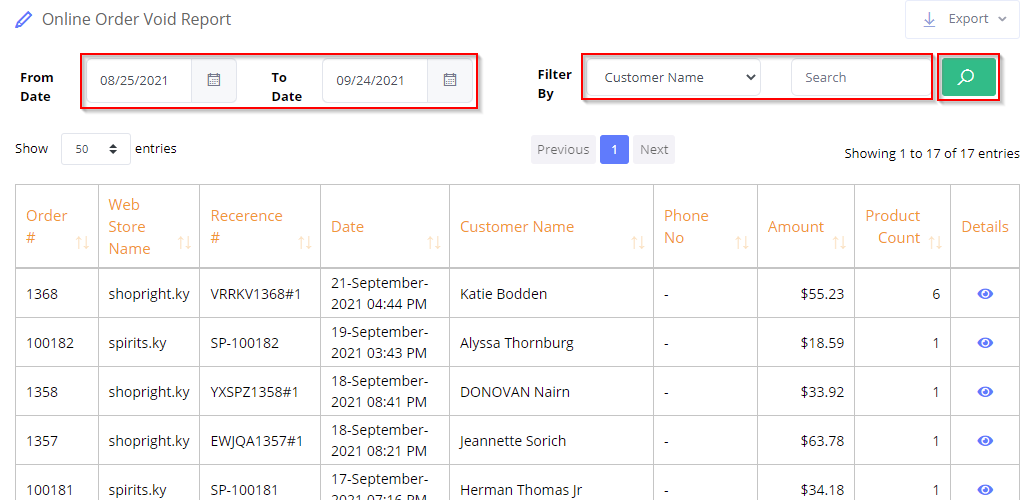 Online Order Void Report
Export
From
Date
08/25/2021
To
Date
09/24/2021
Filter
By
Customer Name
Search
Show
50
entries
Previous
1
Next
Showing 1 to 17 of 17 entries
Order
#
Web
Store
Name
Recerence
#
Date
Customer Name
Phone
No
Amount
Product
Count
Details
1368
shopright.ky
VRRKV1368#1
21-September-
2021 04:44 PM
Katie Bodden
-
$55.23
6
100182
spirits.ky
SP-100182
19-September-
2021 03:43 PM
Alyssa Thornburg
-
$18.59
1
1358
shopright.ky
YXSPZ1358#1
18-September-
2021 08:41 PM
DONOVAN Nairn
-
$33.92
1
1357
shopright.ky
EWJQA1357#1
18-September-
2021 08:21 PM
Jeannette Sorich
-
$63.78
1
100181
spirits.ky
SP-100181
17-September-
2021 07:16 PM
Herman Thomas Jr
-
$34.18
1